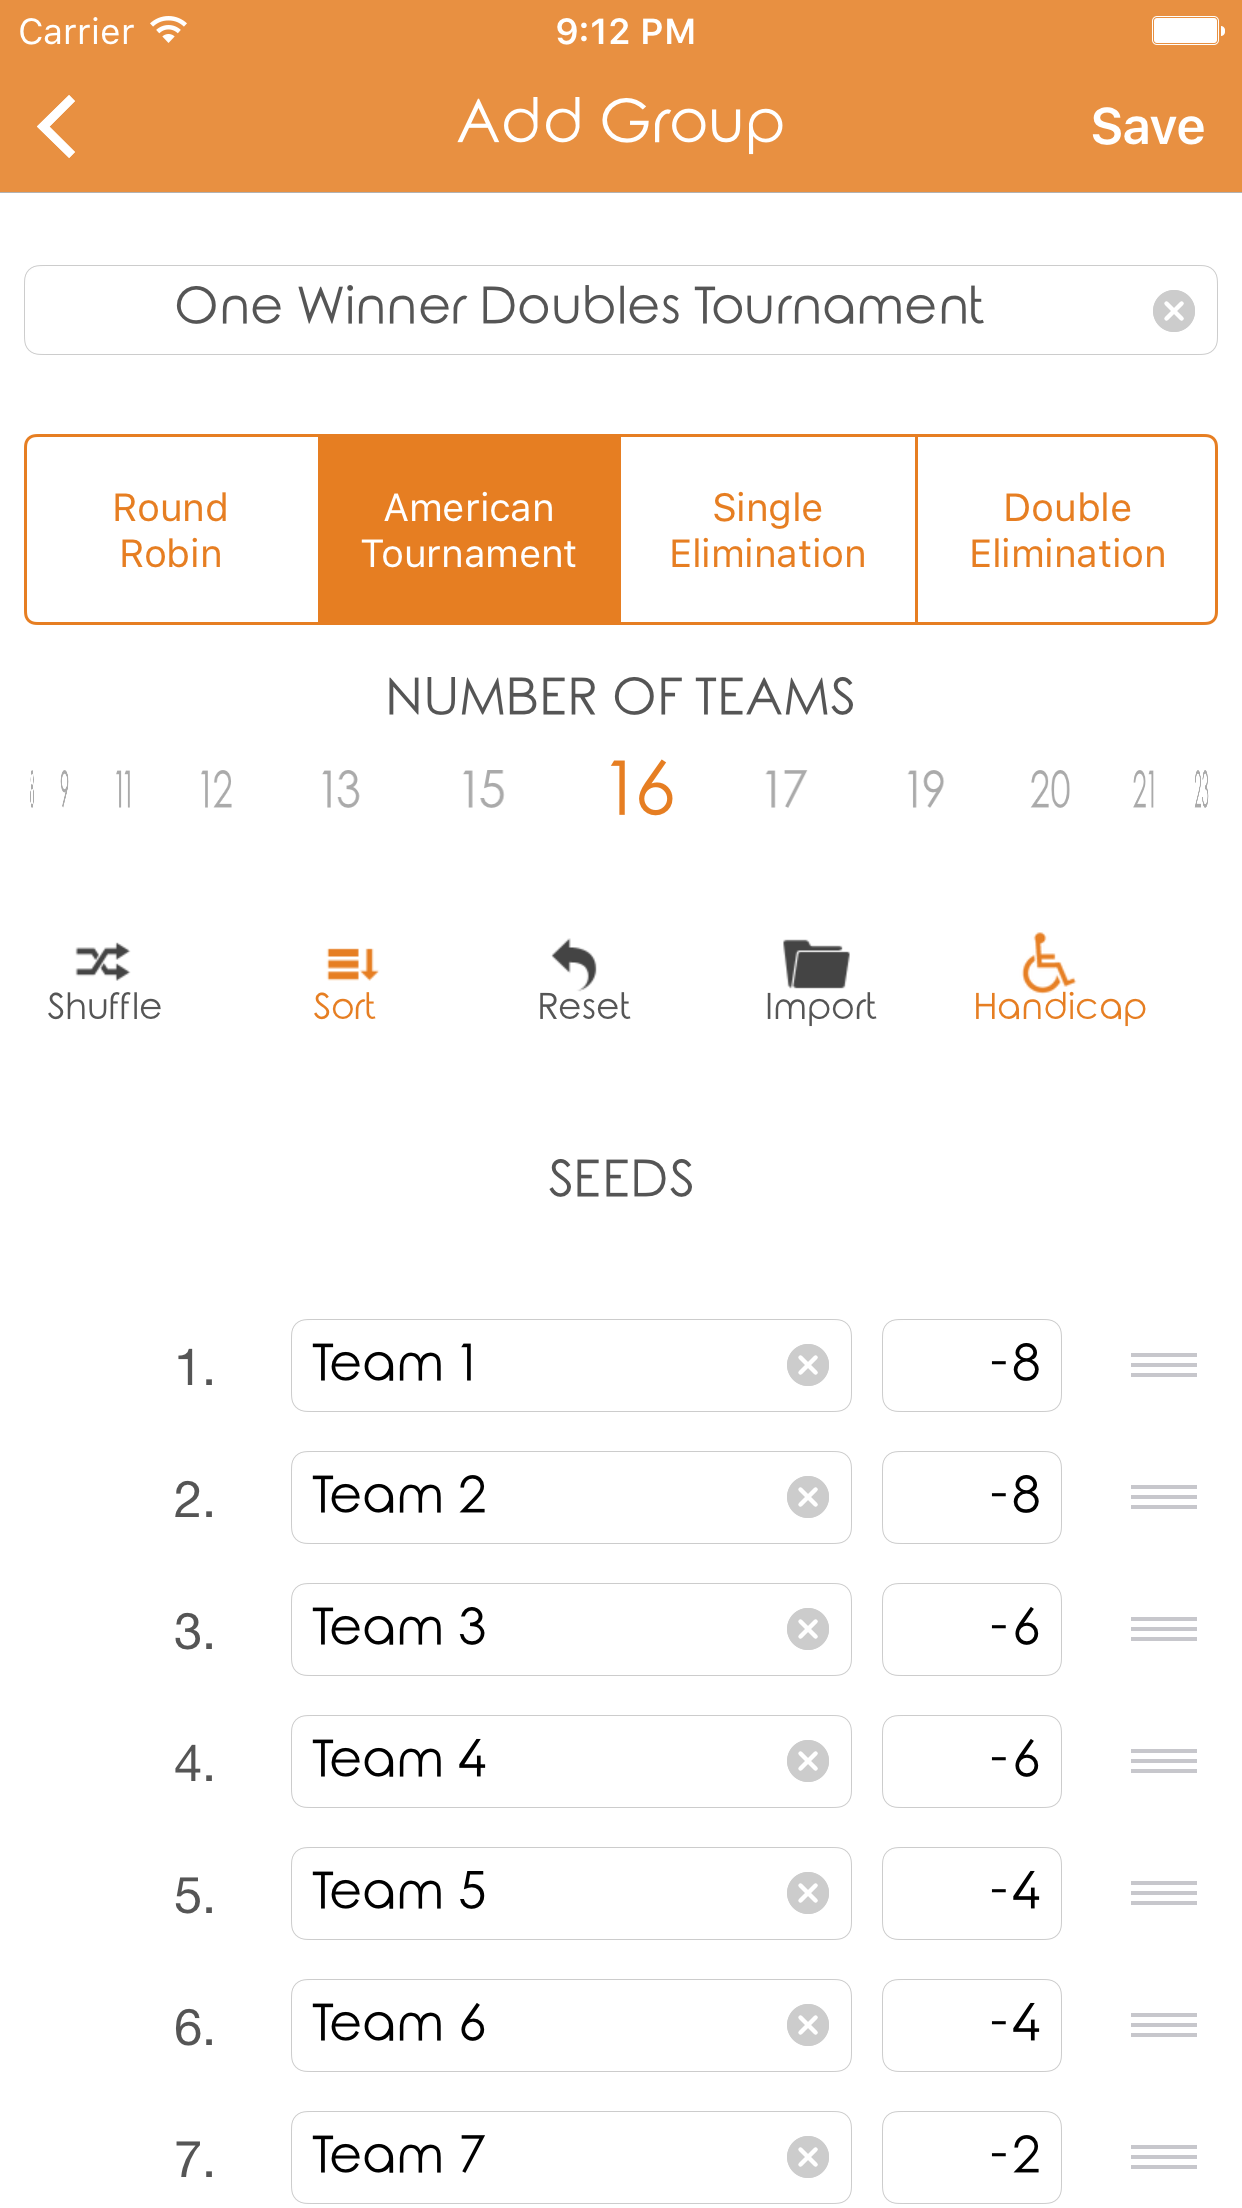 Carrier 9:12 PM
Add Group Save
One Winner Doubles Tournament
Round Robin
American Tournament
Single Elimination
Double Elimination
NUMBER OF TEAMS
8 9 11 12 13 15 16 17 19 20 21 23
Shuffle Sort Reset Import Handicap
SEEDS
1. Team 1 -8
2. Team 2 -8
3. Team 3 -6
4. Team 4 -6
5. Team 5 -4
6. Team 6 -4
7. Team 7 -2